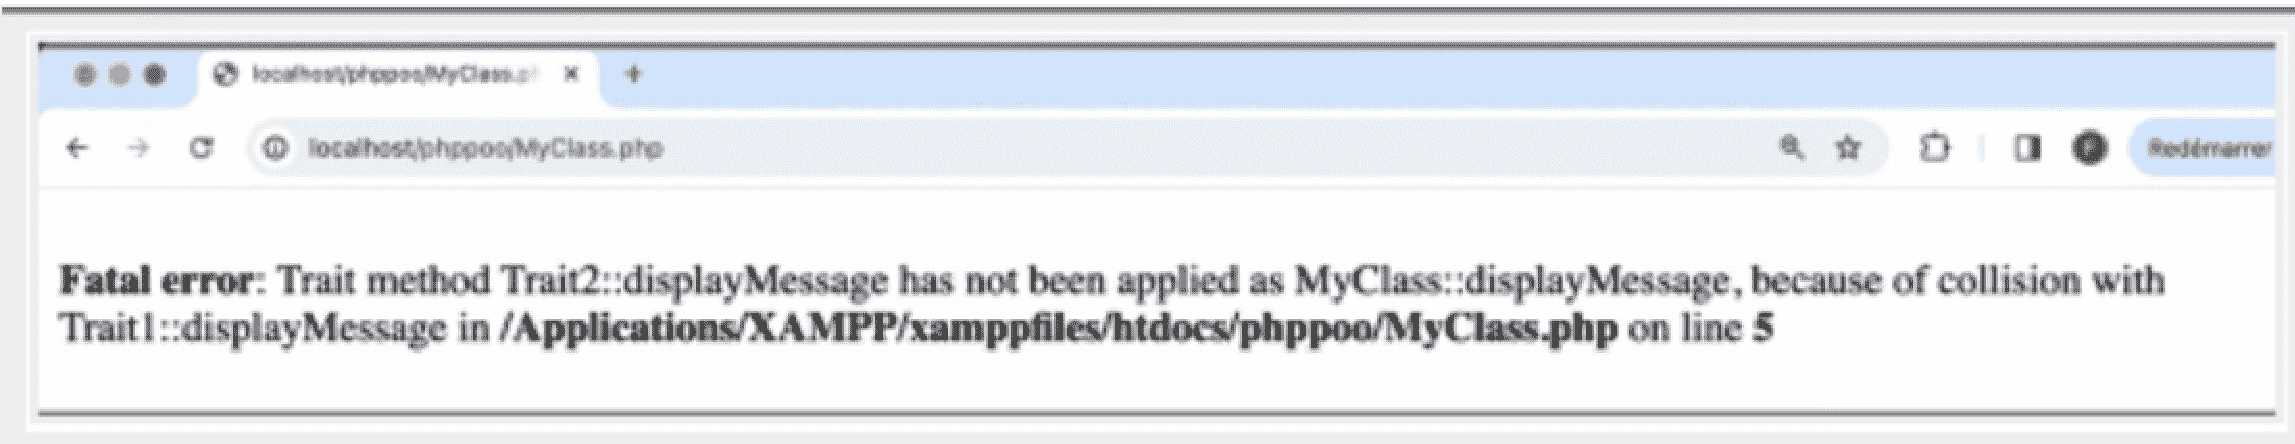 localhost/phppoo/MyClass.p
localhost/phppoo/MyClass.php
Redémarrer
Fatal error: Trait method Trait2::displayMessage has not been applied as MyClass::displayMessage, because of collision with
Trait1::displayMessage in /Applications/XAMPP/xamppfiles/htdocs/phppoo/MyClass.php on line 5